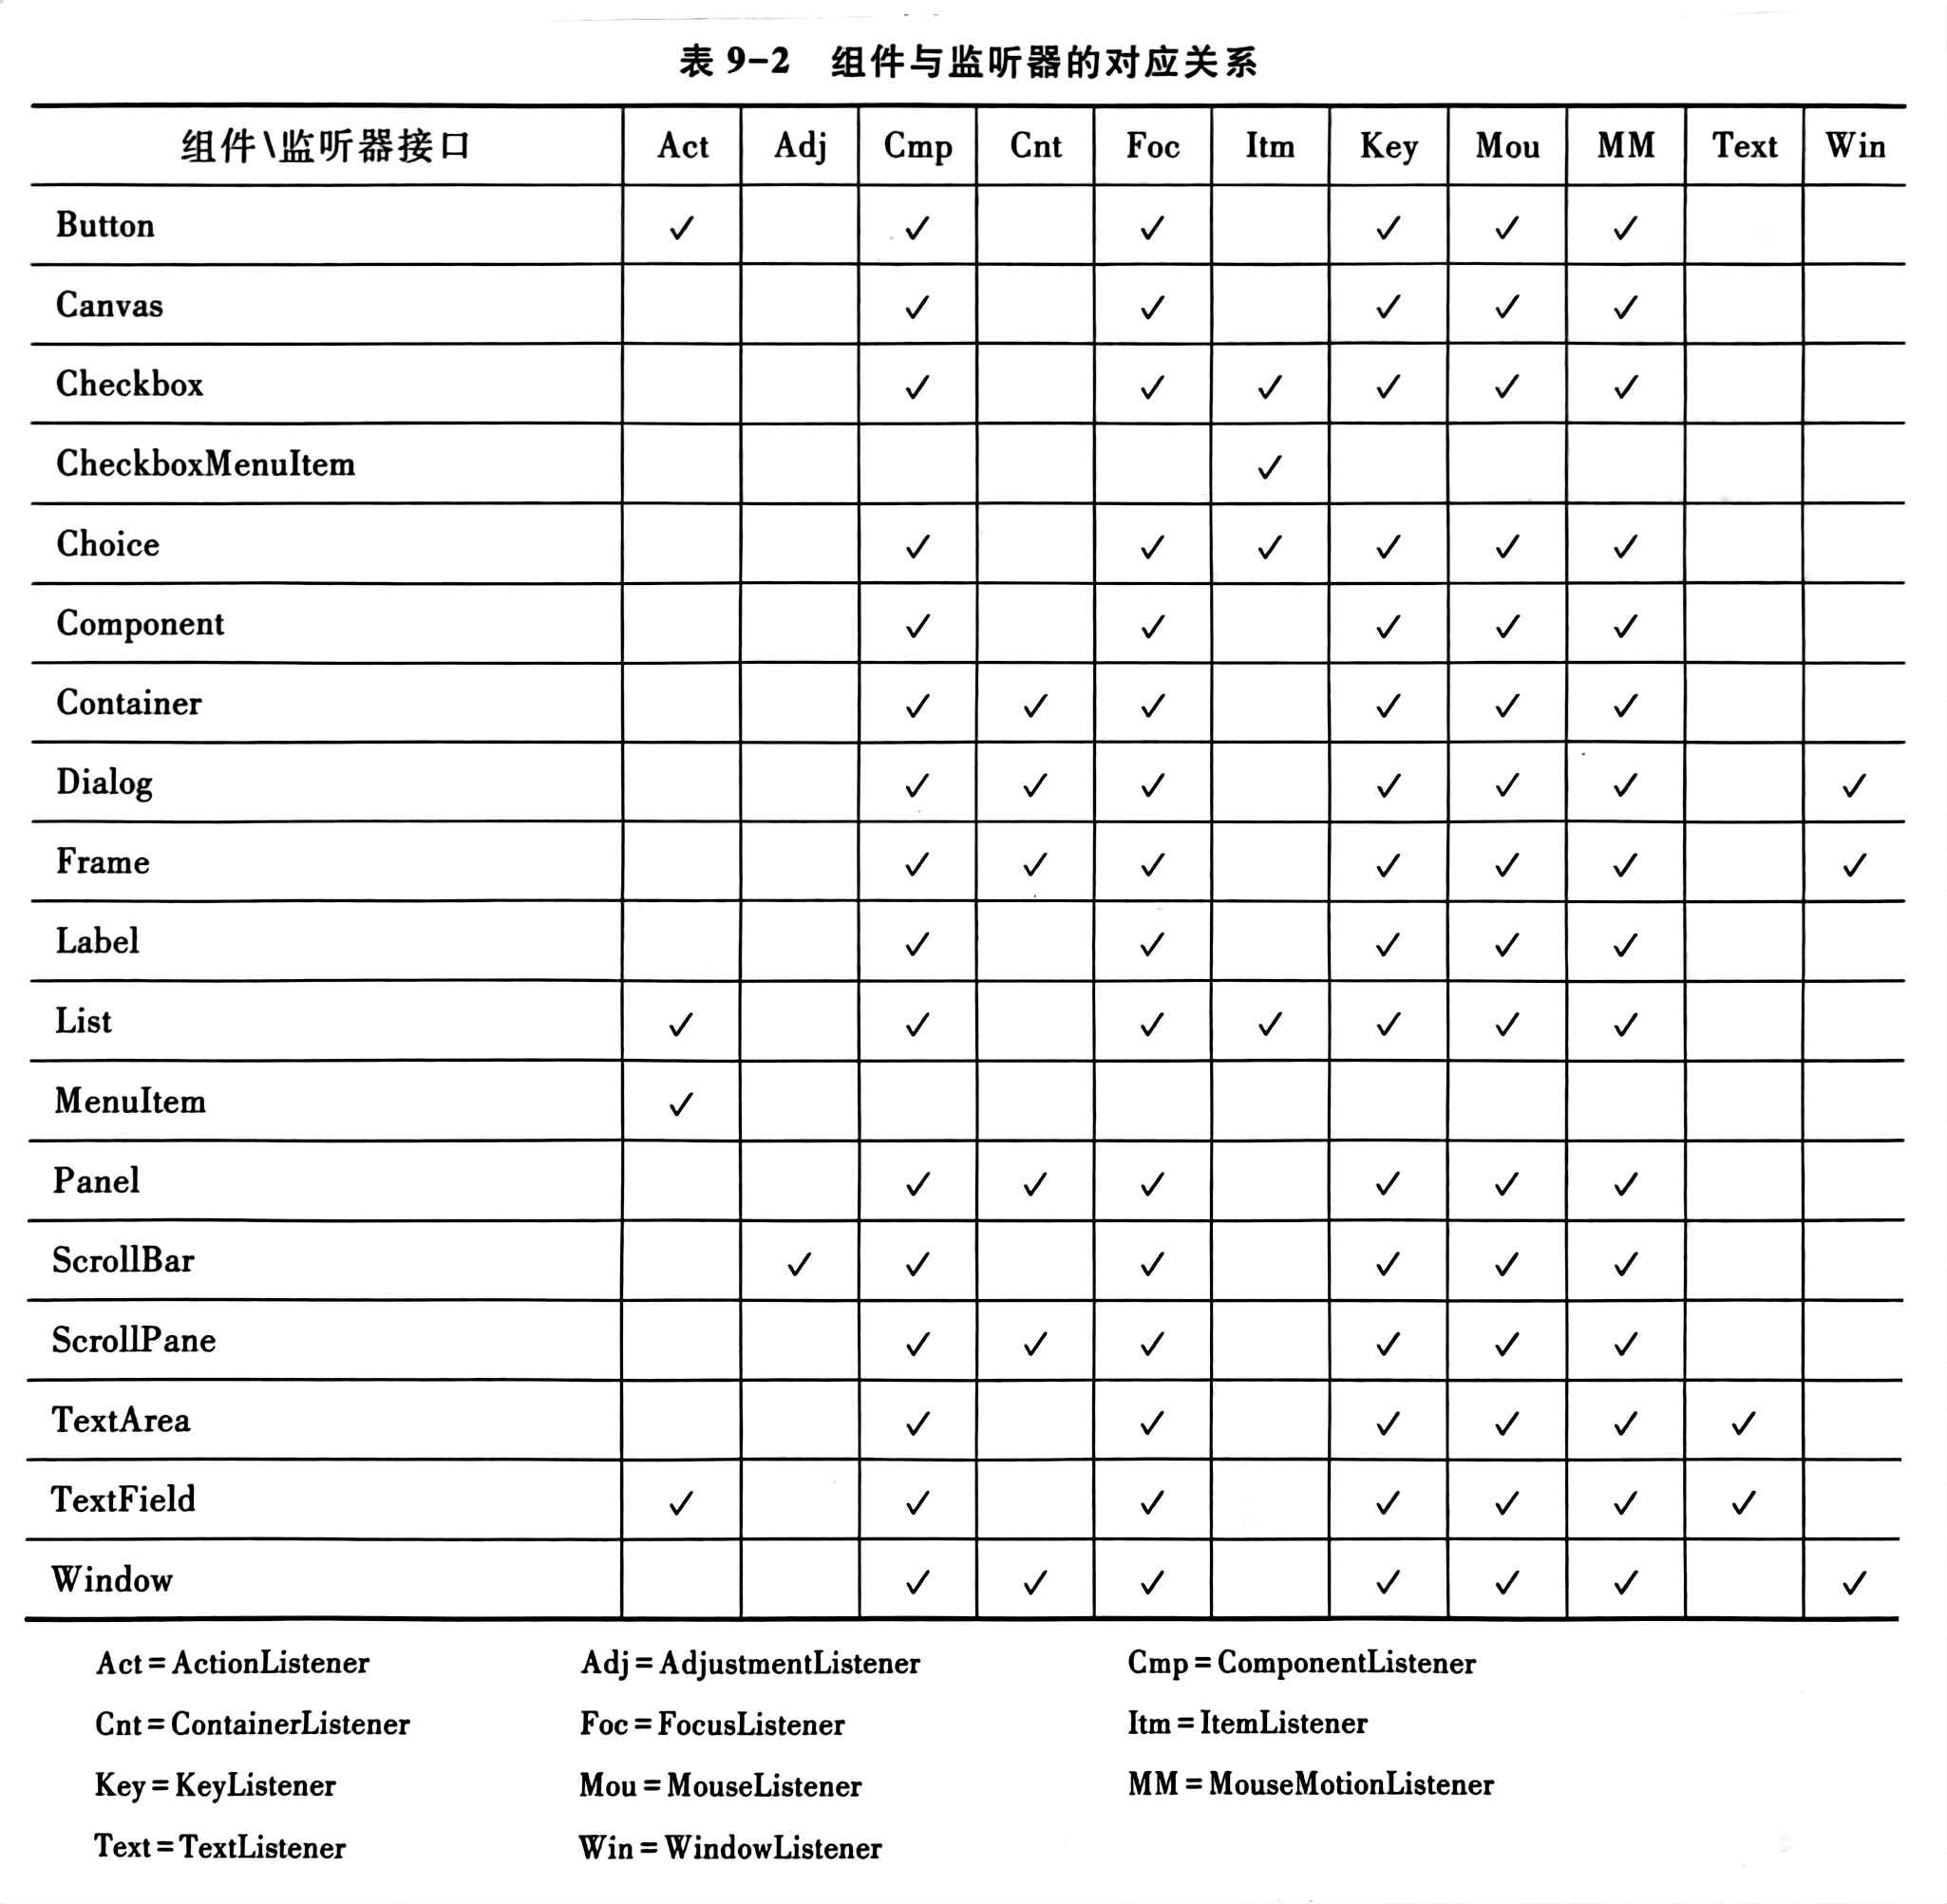 表 9-2 组件与监听器的对应关系
组件\监听器接口 Act Adj Cmp Cnt Foc Itm Key Mou MM Text Win
Button ✓ ✓ ✓ ✓ ✓ ✓
Canvas ✓ ✓ ✓ ✓ ✓
Checkbox ✓ ✓ ✓ ✓ ✓ ✓
CheckboxMenuItem ✓
Choice ✓ ✓ ✓ ✓ ✓ ✓
Component ✓ ✓ ✓ ✓ ✓
Container ✓ ✓ ✓ ✓ ✓ ✓
Dialog ✓ ✓ ✓ ✓ ✓ ✓ ✓
Frame ✓ ✓ ✓ ✓ ✓ ✓ ✓
Label ✓ ✓ ✓ ✓ ✓
List ✓ ✓ ✓ ✓ ✓ ✓ ✓
MenuItem ✓
Panel ✓ ✓ ✓ ✓ ✓ ✓
ScrollBar ✓ ✓ ✓ ✓ ✓ ✓
ScrollPane ✓ ✓ ✓ ✓ ✓ ✓
TextArea ✓ ✓ ✓ ✓ ✓ ✓
TextField ✓ ✓ ✓ ✓ ✓ ✓ ✓
Window ✓ ✓ ✓ ✓ ✓ ✓ ✓
Act=ActionListener Adj=AdjustmentListener Cmp=ComponentListener
Cnt=ContainerListener Foc=FocusListener Itm=ItemListener
Key=KeyListener Mou=MouseListener MM=MouseMotionListener
Text=TextListener Win=WindowListener